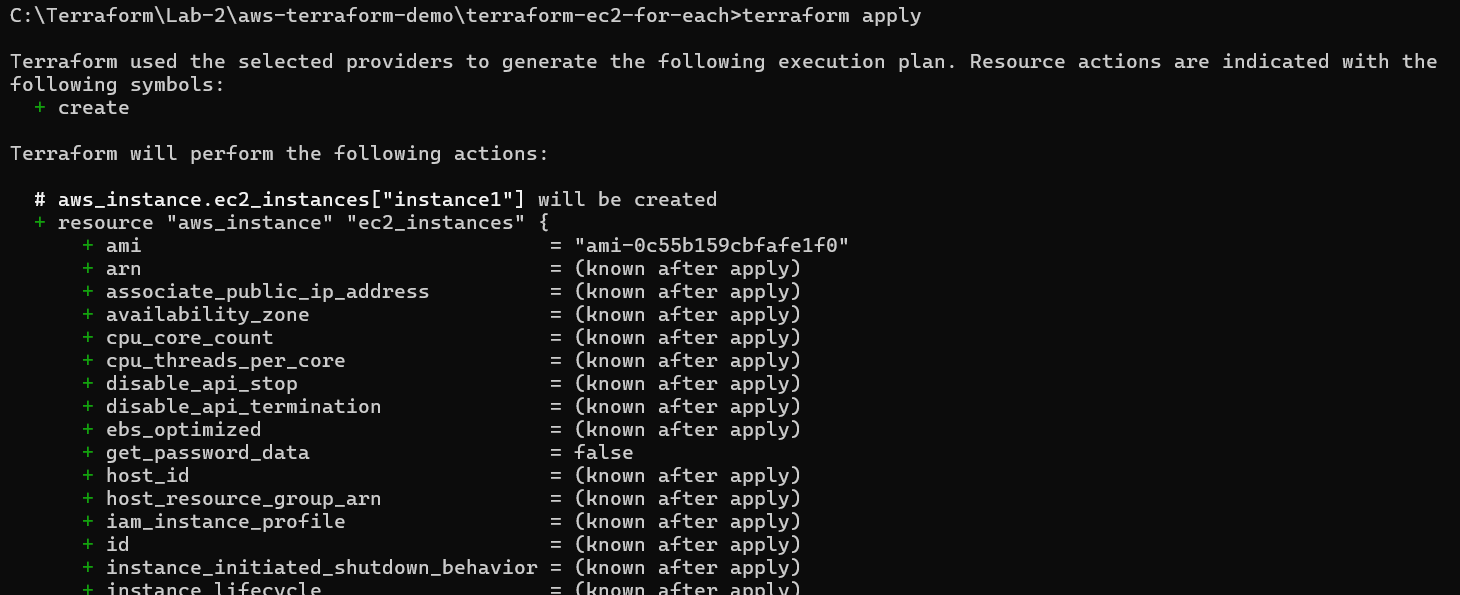 C:\Terraform\Lab-2\aws-terraform-demo\terraform-ec2-for-each>terraform apply
Terraform used the selected providers to generate the following execution plan. Resource actions are indicated with the
following symbols:
  + create
Terraform will perform the following actions:
  # aws_instance.ec2_instances["instance1"] will be created
  + resource "aws_instance" "ec2_instances" {
      + ami                                  = "ami-0c55b159cbfafe1f0"
      + arn                                  = (known after apply)
      + associate_public_ip_address          = (known after apply)
      + availability_zone                    = (known after apply)
      + cpu_core_count                       = (known after apply)
      + cpu_threads_per_core                 = (known after apply)
      + disable_api_stop                     = (known after apply)
      + disable_api_termination              = (known after apply)
      + ebs_optimized                        = (known after apply)
      + get_password_data                    = false
      + host_id                              = (known after apply)
      + host_resource_group_arn              = (known after apply)
      + iam_instance_profile                 = (known after apply)
      + id                                   = (known after apply)
      + instance_initiated_shutdown_behavior = (known after apply)
      + instance_lifecycle                   = (known after apply)